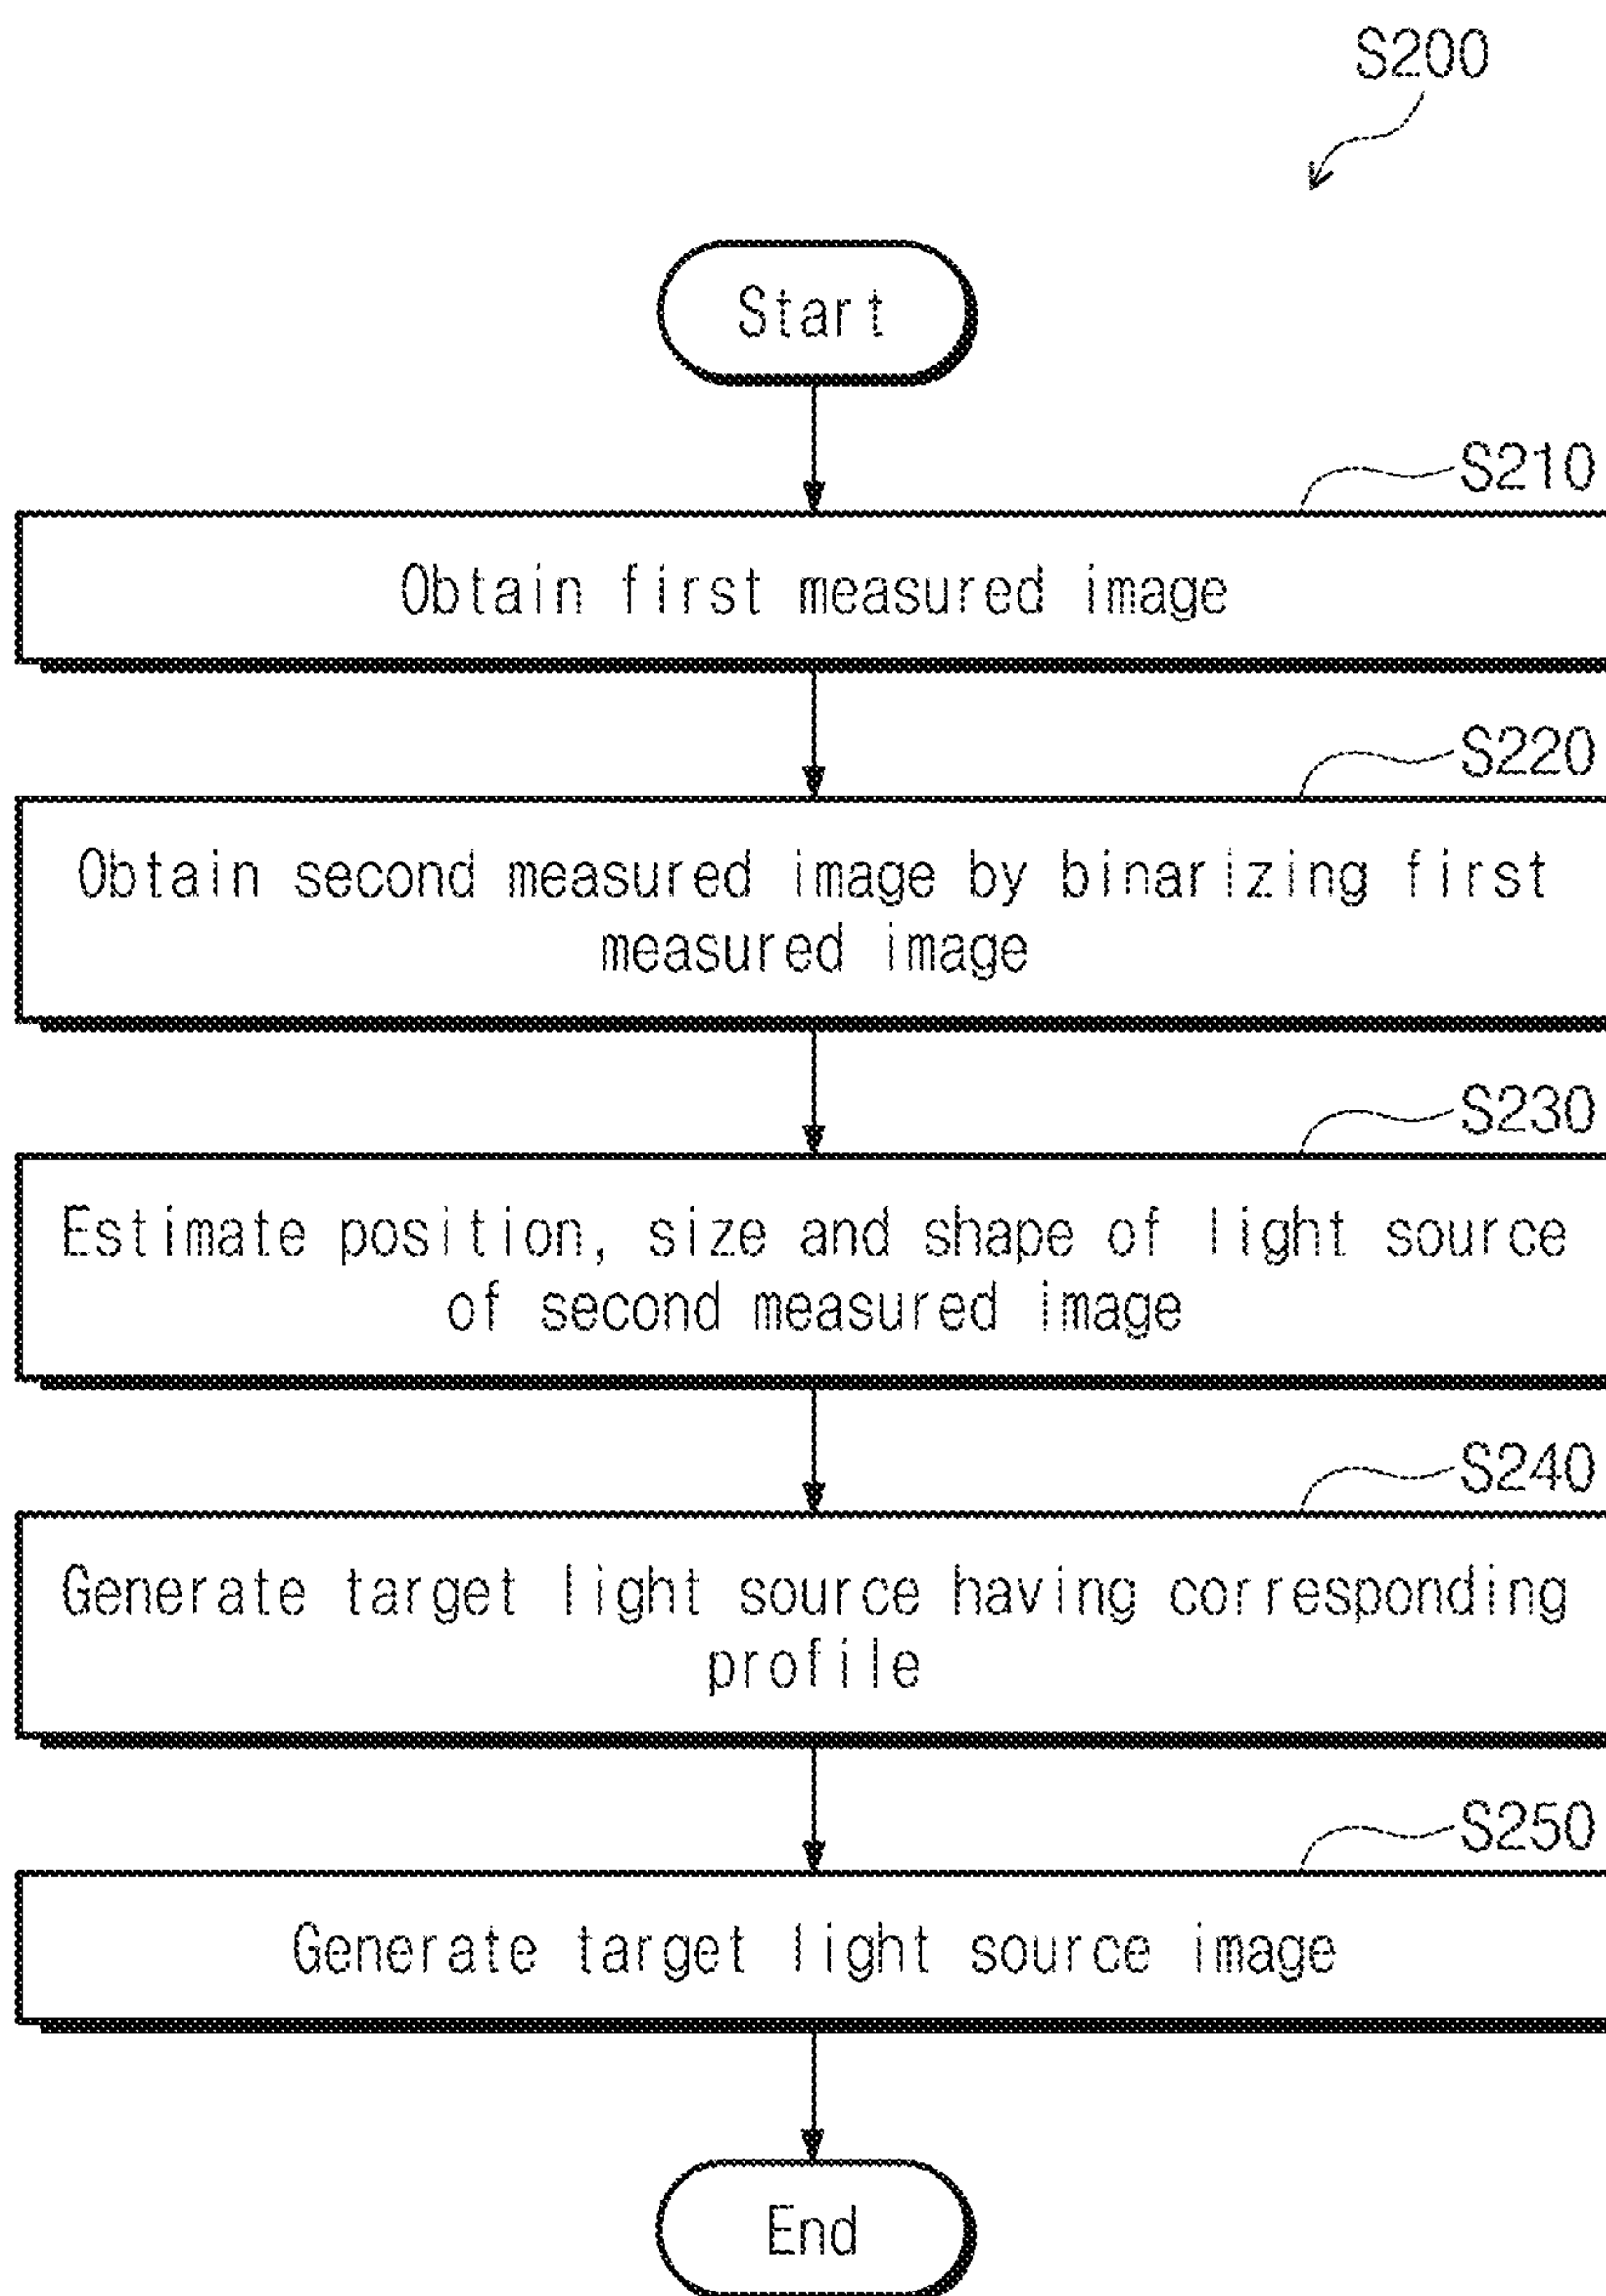 S200
Start
S210
Obtain first measured image
S220
Obtain second measured image by binarizing first
measured image
S230
Estimate position, size and shape of light source
of second measured image
S240
Generate target light source having corresponding
profile
S250
Generate target light source image
End